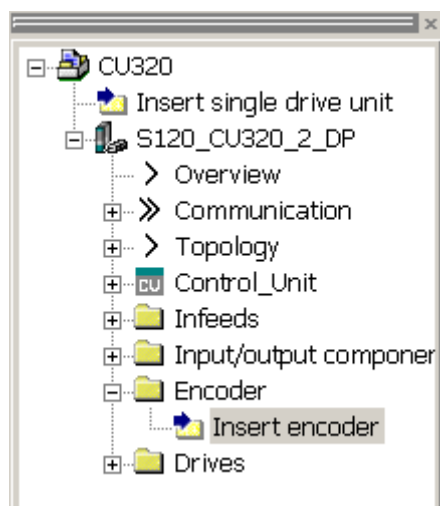 CU320
Insert single drive unit
S120_CU320_2_DP
Overview
Communication
Topology
CU Control_Unit
Infeeds
Input/output componer
Encoder
Insert encoder
Drives